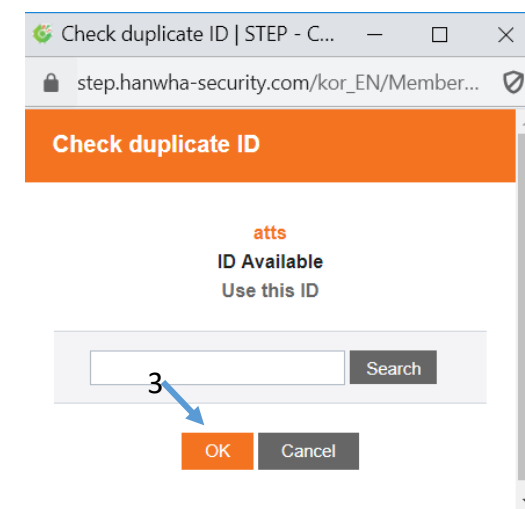 Check duplicate ID | STEP - C...
step.hanwha-security.com/kor_EN/Member...
Check duplicate ID
atts
ID Available
Use this ID
Search
3
OK Cancel